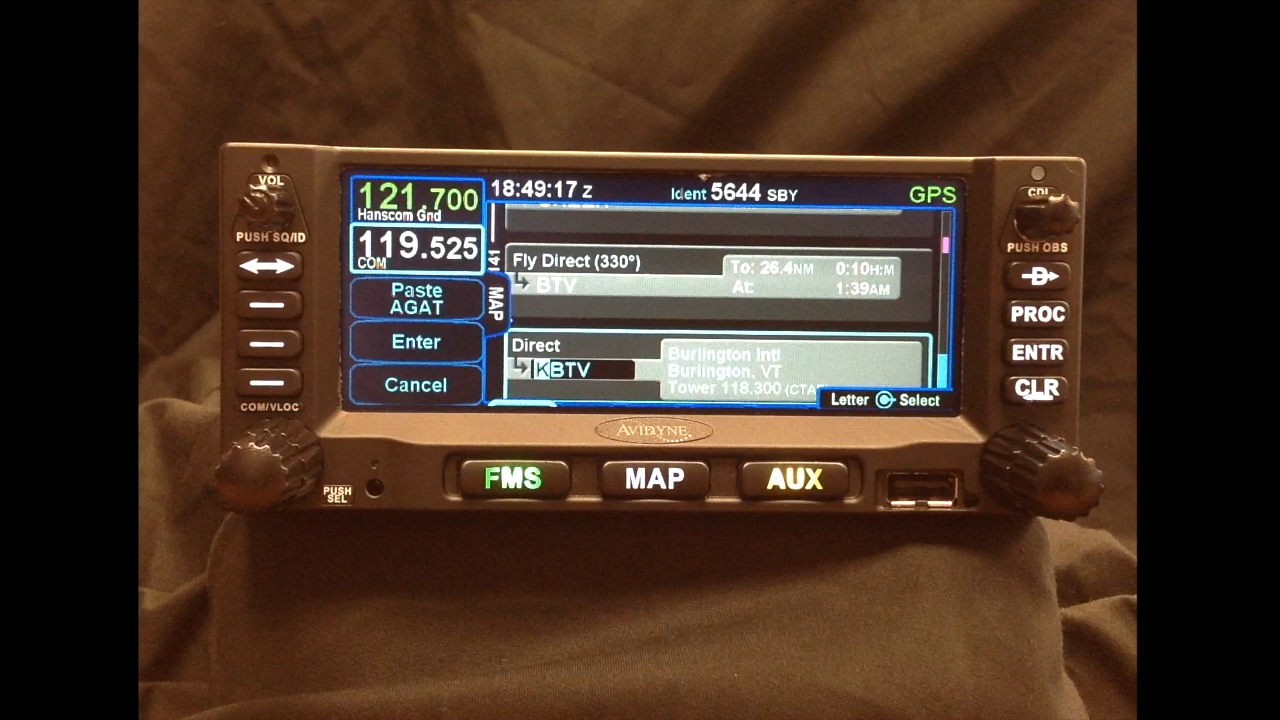 VOL
PUSH SQ/ID
COM/VLOC
PUSH
SEL
121.700
Hanscom Gnd
119.525
COM
Paste
AGAT
Enter
Cancel
18:49:17 Z
Ident 5644 SBY
GPS
141
MAP
Fly Direct (330°)
BTV
To: 26.4NM 0:10H:M
At: 1:39AM
Direct
KBTV
Burlington Intl
Burlington, VT
Tower 118.300 (CTAF
Letter Select
AVIDYNE
FMS
MAP
AUX
CDI
PUSH OBS
D
PROC
ENTR
CLR